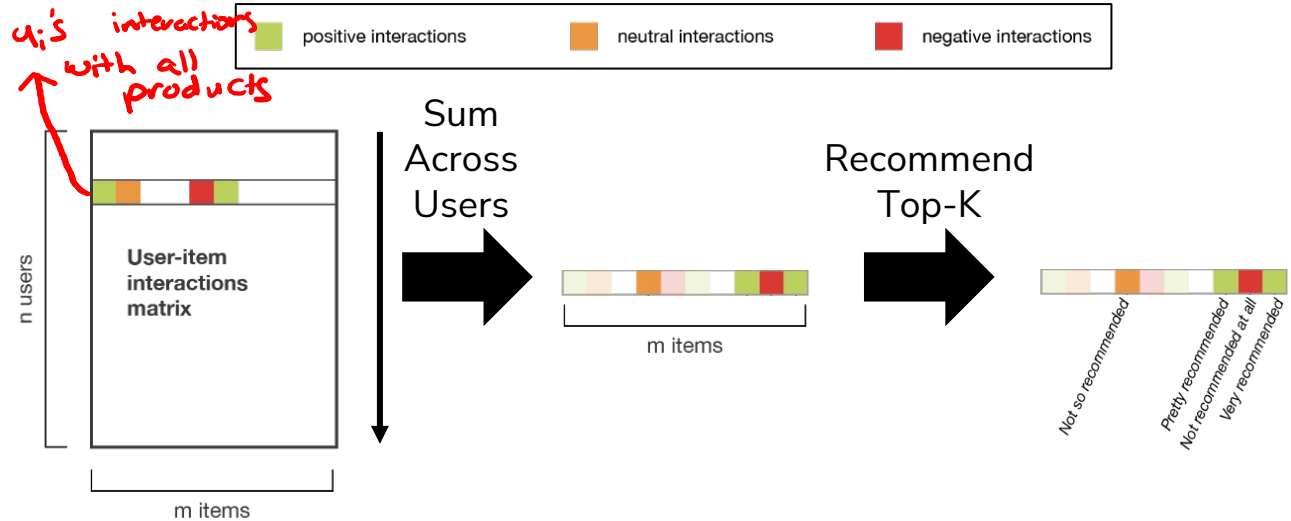 u_i's interactions
with all
products
positive interactions
neutral interactions
negative interactions
n users
User-item
interactions
matrix
m items
Sum
Across
Users
m items
Recommend
Top-K
Not so recommended
Pretty recommended
Not recommended at all
Very recommended